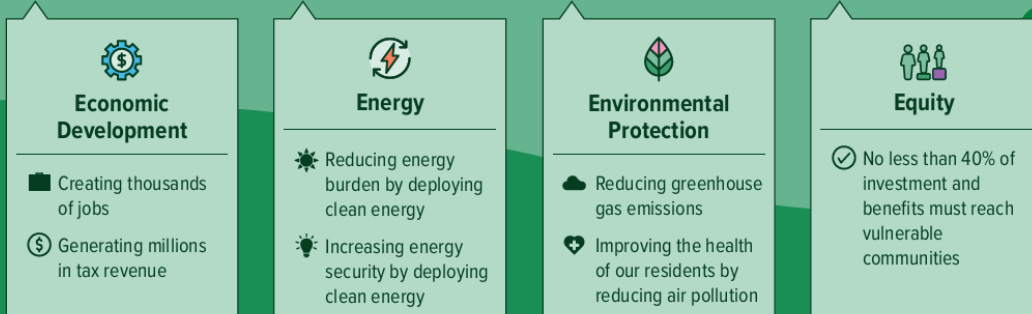 Economic
Development
Creating thousands
of jobs
$ Generating millions
in tax revenue
Energy
Reducing energy
burden by deploying
clean energy
Increasing energy
security by deploying
clean energy
Environmental
Protection
Reducing greenhouse
gas emissions
Improving the health
of our residents by
reducing air pollution
Equity
No less than 40% of
investment and
benefits must reach
vulnerable
communities